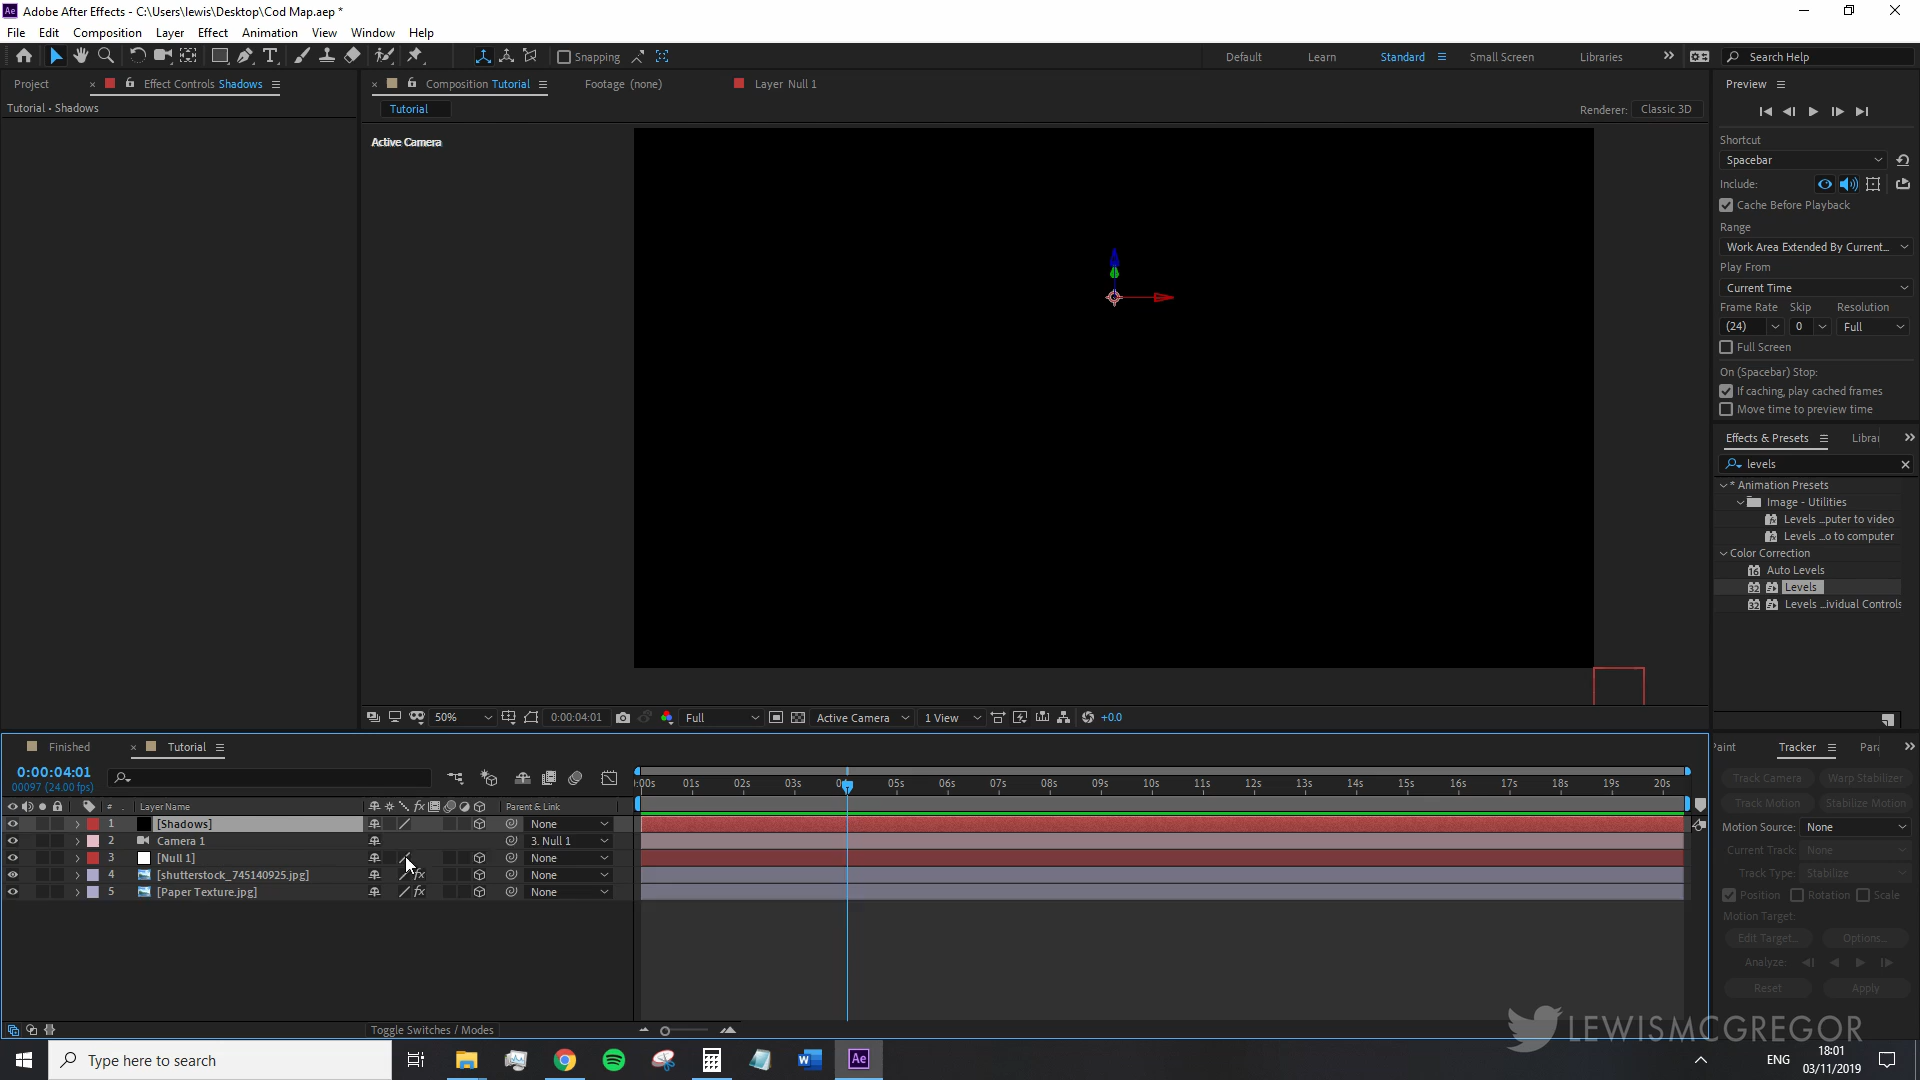 Ae Adobe After Effects - C:\Users\lewis\Desktop\Cod Map.aep *
File Edit Composition Layer Effect Animation View Window Help
Snapping
Default Learn Standard Small Screen Libraries Search Help
Project Effect Controls Shadows Composition Tutorial Footage (none) Layer Null 1 Preview
Tutorial • Shadows
Tutorial
Renderer: Classic 3D
Active Camera
Shortcut
Spacebar
Include:
Cache Before Playback
Range
Work Area Extended By Current...
Play From
Current Time
Frame Rate Skip Resolution
(24) 0 Full
Full Screen
On (Spacebar) Stop:
If caching, play cached frames
Move time to preview time
Effects & Presets Librai
levels
* Animation Presets
Image - Utilities
Levels ...puter to video
Levels ...o to computer
Color Correction
16 Auto Levels
32 Levels
32 Levels ...ividual Controls
50% 0:00:04:01 Full Active Camera 1 View +0.0
Finished Tutorial
0:00:04:01
00097 (24.00 fps)
:00s 01s 02s 03s 05s 06s 07s 08s 09s 10s 11s 12s 13s 14s 15s 16s 17s 18s 19s 20s
# Layer Name fx Parent & Link
1 [Shadows] None
2 Camera 1 3. Null 1
3 [Null 1] None
4 [shutterstock_745140925.jpg] fx None
5 [Paper Texture.jpg] fx None
Toggle Switches / Modes
Paint Tracker Para
Track Camera Warp Stabilizer
Track Motion Stabilize Motion
Motion Source: None
Current Track: None
Track Type: Stabilize
Position Rotation Scale
Motion Target:
Edit Target... Options...
Analyze:
Reset Apply
LEWISMCGREGOR
Type here to search
Ae
ENG
18:01
03/11/2019